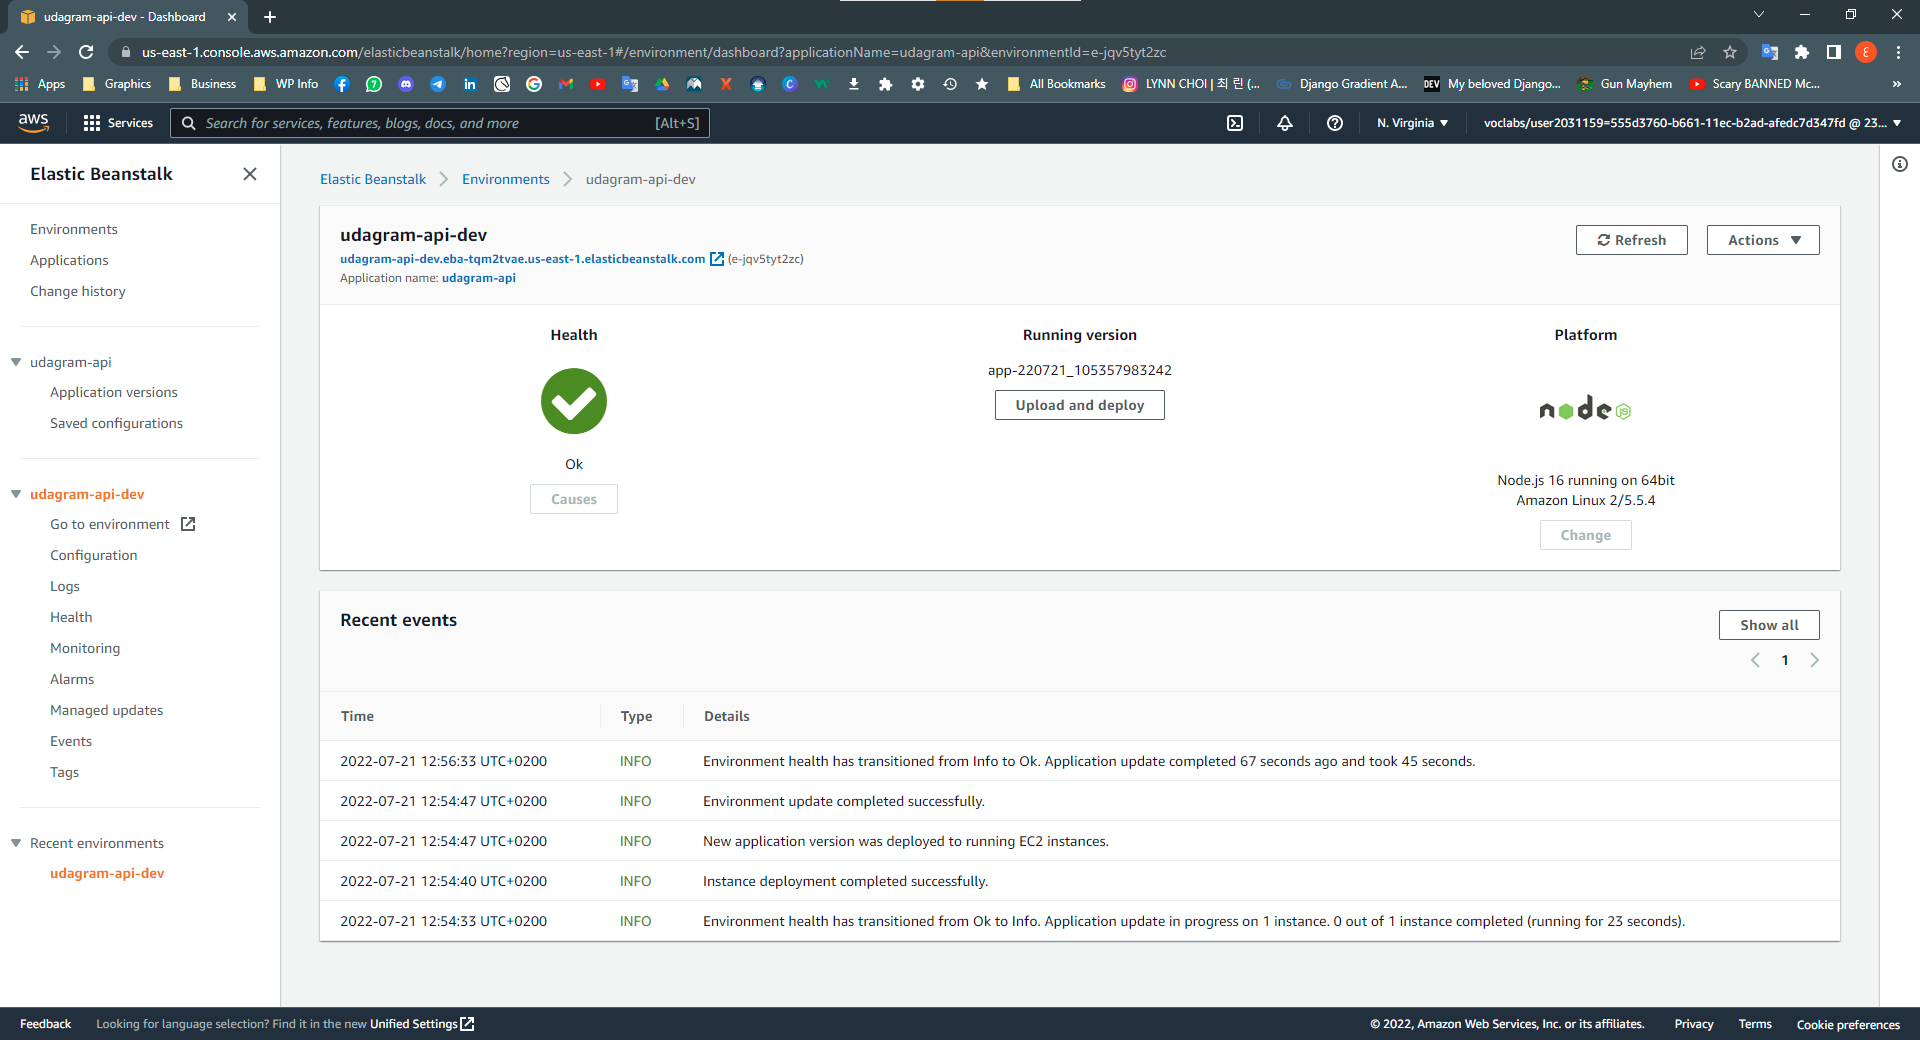 udagram-api-dev - Dashboard
us-east-1.console.aws.amazon.com/elasticbeanstalk/home?region=us-east-1#/environment/dashboard?applicationName=udagram-api&environmentId=e-jqv5tyt2zc
E
Apps Graphics Business WP Info All Bookmarks LYNN CHOI | 최 린 (... Django Gradient A... DEV My beloved Django... Gun Mayhem Scary BANNED Mc... »
aws Services Search for services, features, blogs, docs, and more [Alt+S] N. Virginia voclabs/user2031159=555d3760-b661-11ec-b2ad-afedc7d347fd @ 23...
Elastic Beanstalk
Environments
Applications
Change history
udagram-api
Application versions
Saved configurations
udagram-api-dev
Go to environment
Configuration
Logs
Health
Monitoring
Alarms
Managed updates
Events
Tags
Recent environments
udagram-api-dev
Elastic Beanstalk Environments udagram-api-dev
udagram-api-dev
udagram-api-dev.eba-tqm2tvae.us-east-1.elasticbeanstalk.com (e-jqv5tyt2zc)
Application name: udagram-api
Refresh Actions
Health
Ok
Causes
Running version
app-220721_105357983242
Upload and deploy
Platform
node JS
Node.js 16 running on 64bit
Amazon Linux 2/5.5.4
Change
Recent events
Show all
1
Time Type Details
2022-07-21 12:56:33 UTC+0200 INFO Environment health has transitioned from Info to Ok. Application update completed 67 seconds ago and took 45 seconds.
2022-07-21 12:54:47 UTC+0200 INFO Environment update completed successfully.
2022-07-21 12:54:47 UTC+0200 INFO New application version was deployed to running EC2 instances.
2022-07-21 12:54:40 UTC+0200 INFO Instance deployment completed successfully.
2022-07-21 12:54:33 UTC+0200 INFO Environment health has transitioned from Ok to Info. Application update in progress on 1 instance. 0 out of 1 instance completed (running for 23 seconds).
Feedback Looking for language selection? Find it in the new Unified Settings © 2022, Amazon Web Services, Inc. or its affiliates. Privacy Terms Cookie preferences